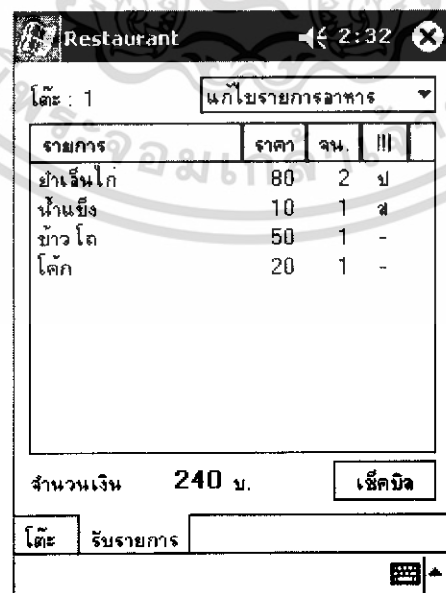 Restaurant 2:32
โต๊ะ : 1 แก้ไขรายการอาหาร
รายการ ราคา จน. |||
ยำเอ็นไก่ 80 2 ป
น้ำแข็ง 10 1 ส
ข้าว โถ 50 1 -
โค้ก 20 1 -
จำนวนเงิน 240 บ. เช็คบิล
โต๊ะ รับรายการ